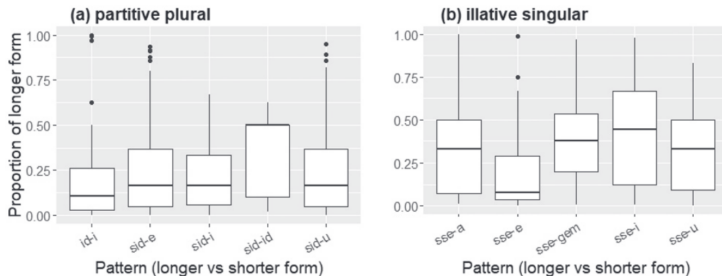 (a) partitive plural
Proportion of longer form
1.00
0.75
0.50
0.25
0.00
id-i
sid-e
sid-i
sid-id
sid-u
Pattern (longer vs shorter form)
(b) illative singular
1.00
0.75
0.50
0.25
0.00
sse-a
sse-e
sse-gem
sse-i
sse-u
Pattern (longer vs shorter form)